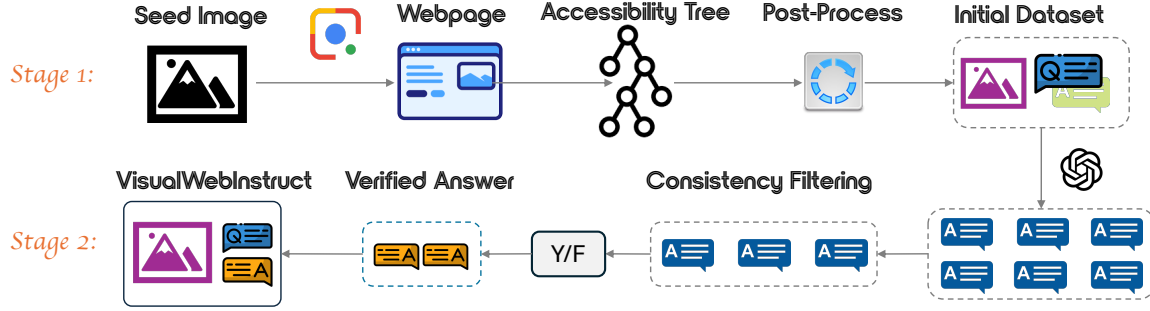 Seed Image
Webpage
Accessibility Tree
Post-Process
Initial Dataset
Stage 1:
Q
A
VisualWebInstruct
Verified Answer
Consistency Filtering
Stage 2:
Q
A
A A
Y/F
A A A
A A A
A A A